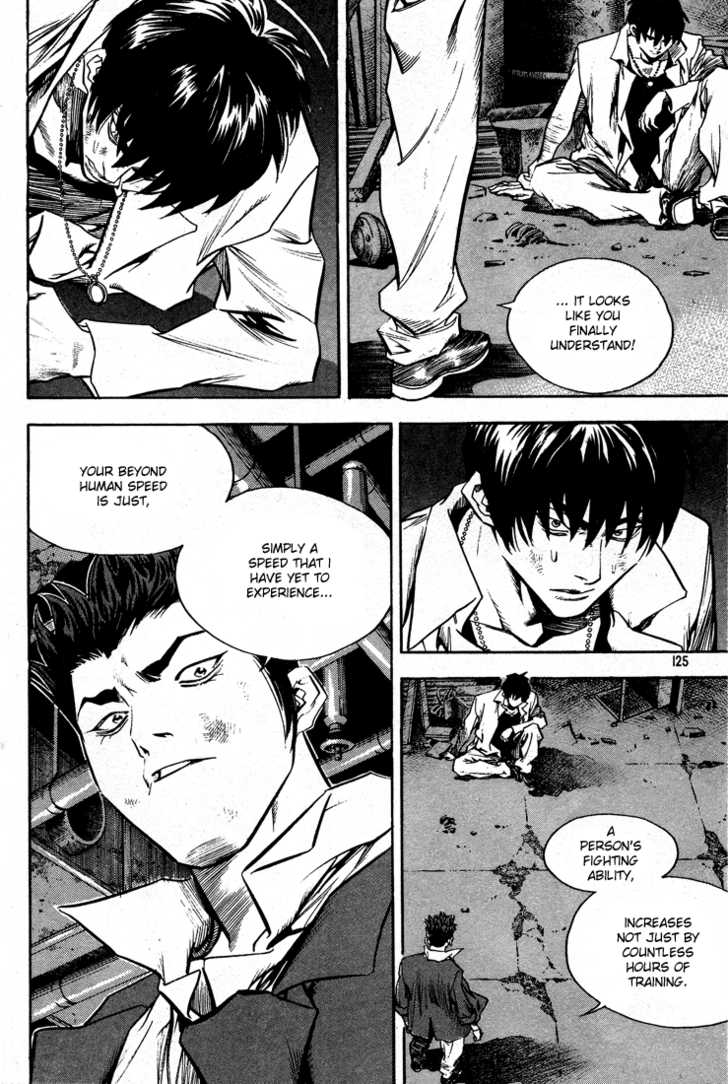 ... IT LOOKS
LIKE YOU
FINALLY
UNDERSTAND!
YOUR BEYOND
HUMAN SPEED
IS JUST,
SIMPLY A
SPEED THAT I
HAVE YET TO
EXPERIENCE...
125
A
PERSON'S
FIGHTING
ABILITY,
INCREASES
NOT JUST BY
COUNTLESS
HOURS OF
TRAINING.